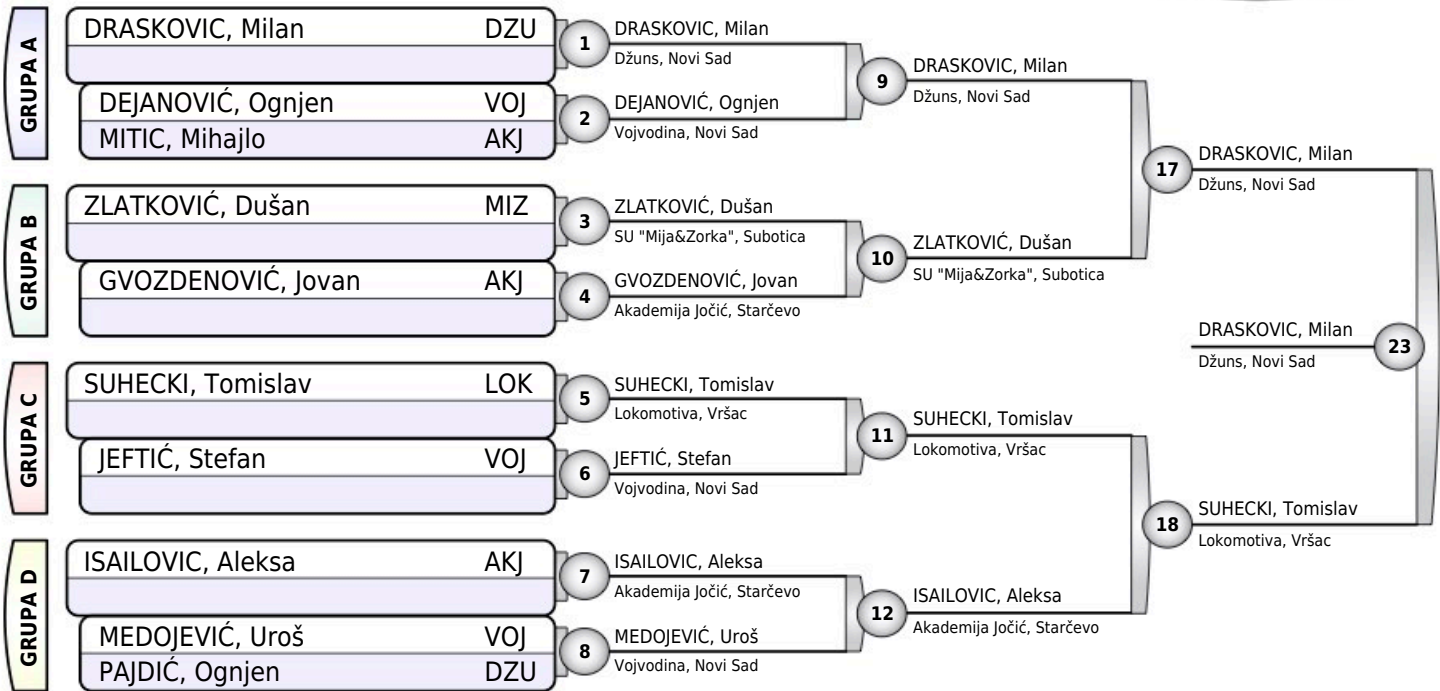 GRUPA A
DRASKOVIC, Milan DZU
DEJANOVIĆ, Ognjen VOJ
MITIC, Mihajlo AKJ
GRUPA B
ZLATKOVIĆ, Dušan MIZ
GVOZDENOVIĆ, Jovan AKJ
GRUPA C
SUHECKI, Tomislav LOK
JEFTIĆ, Stefan VOJ
GRUPA D
ISAILOVIC, Aleksa AKJ
MEDOJEVIĆ, Uroš VOJ
PAJDIĆ, Ognjen DZU
1
DRASKOVIC, Milan
Džuns, Novi Sad
2
DEJANOVIĆ, Ognjen
Vojvodina, Novi Sad
3
ZLATKOVIĆ, Dušan
SU "Mija&Zorka", Subotica
4
GVOZDENOVIĆ, Jovan
Akademija Jočić, Starčevo
5
SUHECKI, Tomislav
Lokomotiva, Vršac
6
JEFTIĆ, Stefan
Vojvodina, Novi Sad
7
ISAILOVIC, Aleksa
Akademija Jočić, Starčevo
8
MEDOJEVIĆ, Uroš
Vojvodina, Novi Sad
9
DRASKOVIC, Milan
Džuns, Novi Sad
10
ZLATKOVIĆ, Dušan
SU "Mija&Zorka", Subotica
11
SUHECKI, Tomislav
Lokomotiva, Vršac
12
ISAILOVIC, Aleksa
Akademija Jočić, Starčevo
17
DRASKOVIC, Milan
Džuns, Novi Sad
18
SUHECKI, Tomislav
Lokomotiva, Vršac
DRASKOVIC, Milan
Džuns, Novi Sad
23